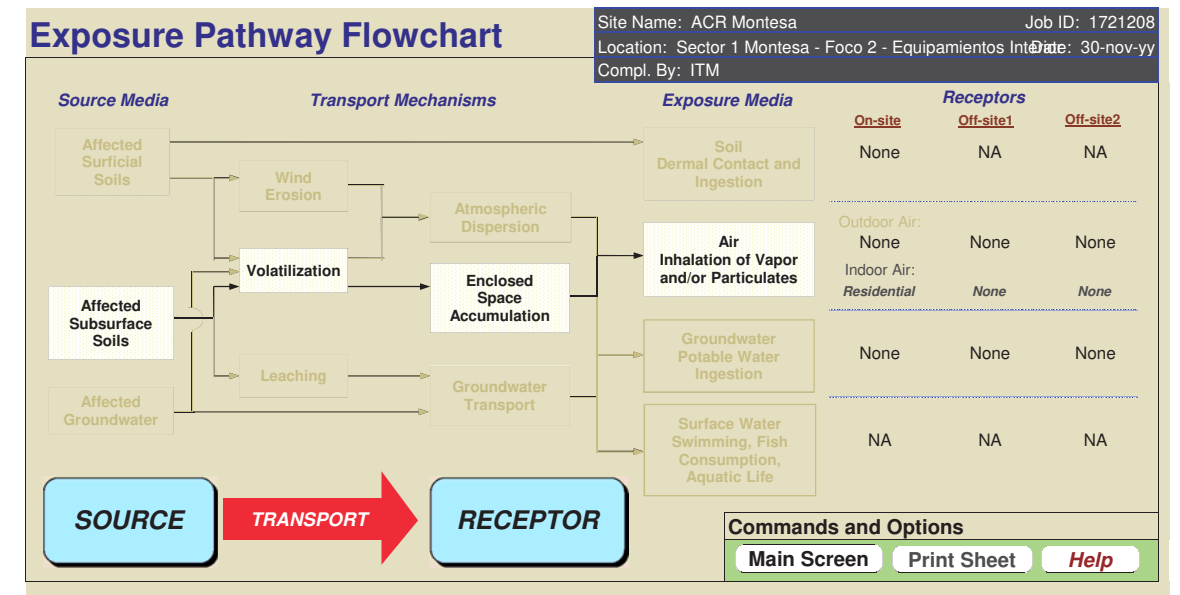 Exposure Pathway Flowchart
Site Name: ACR Montesa Job ID: 1721208
Location: Sector 1 Montesa - Foco 2 - Equipamientos Date: 30-nov-yy
Compl. By: ITM
Source Media Transport Mechanisms Exposure Media Receptors
On-site Off-site1 Off-site2
Affected
Surficial
Soils
Wind
Erosion
Atmospheric
Dispersion
Soil
Dermal Contact and
Ingestion
None NA NA
Volatilization
Enclosed
Space
Accumulation
Air
Inhalation of Vapor
and/or Particulates
Outdoor Air:
None None None
Indoor Air:
Residential None None
Affected
Subsurface
Soils
Leaching
Groundwater
Transport
Groundwater
Potable Water
Ingestion
None None None
Affected
Groundwater
Surface Water
Swimming, Fish
Consumption,
Aquatic Life
NA NA NA
SOURCE TRANSPORT RECEPTOR
Commands and Options
Main Screen Print Sheet Help